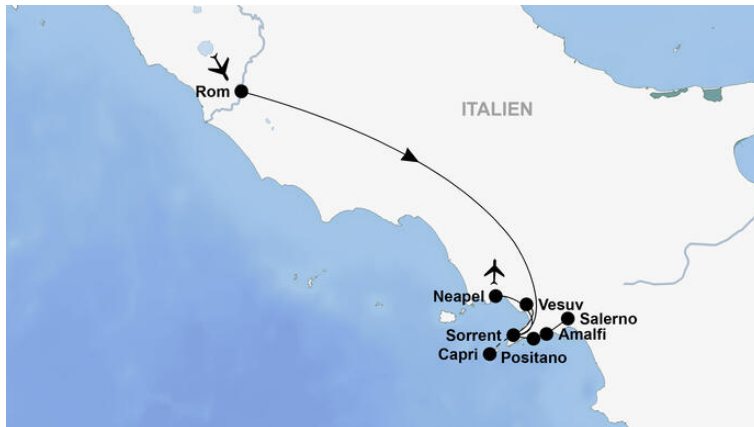 Rom
ITALIEN
Neapel
Vesuv
Salerno
Sorrent
Amalfi
Capri
Positano